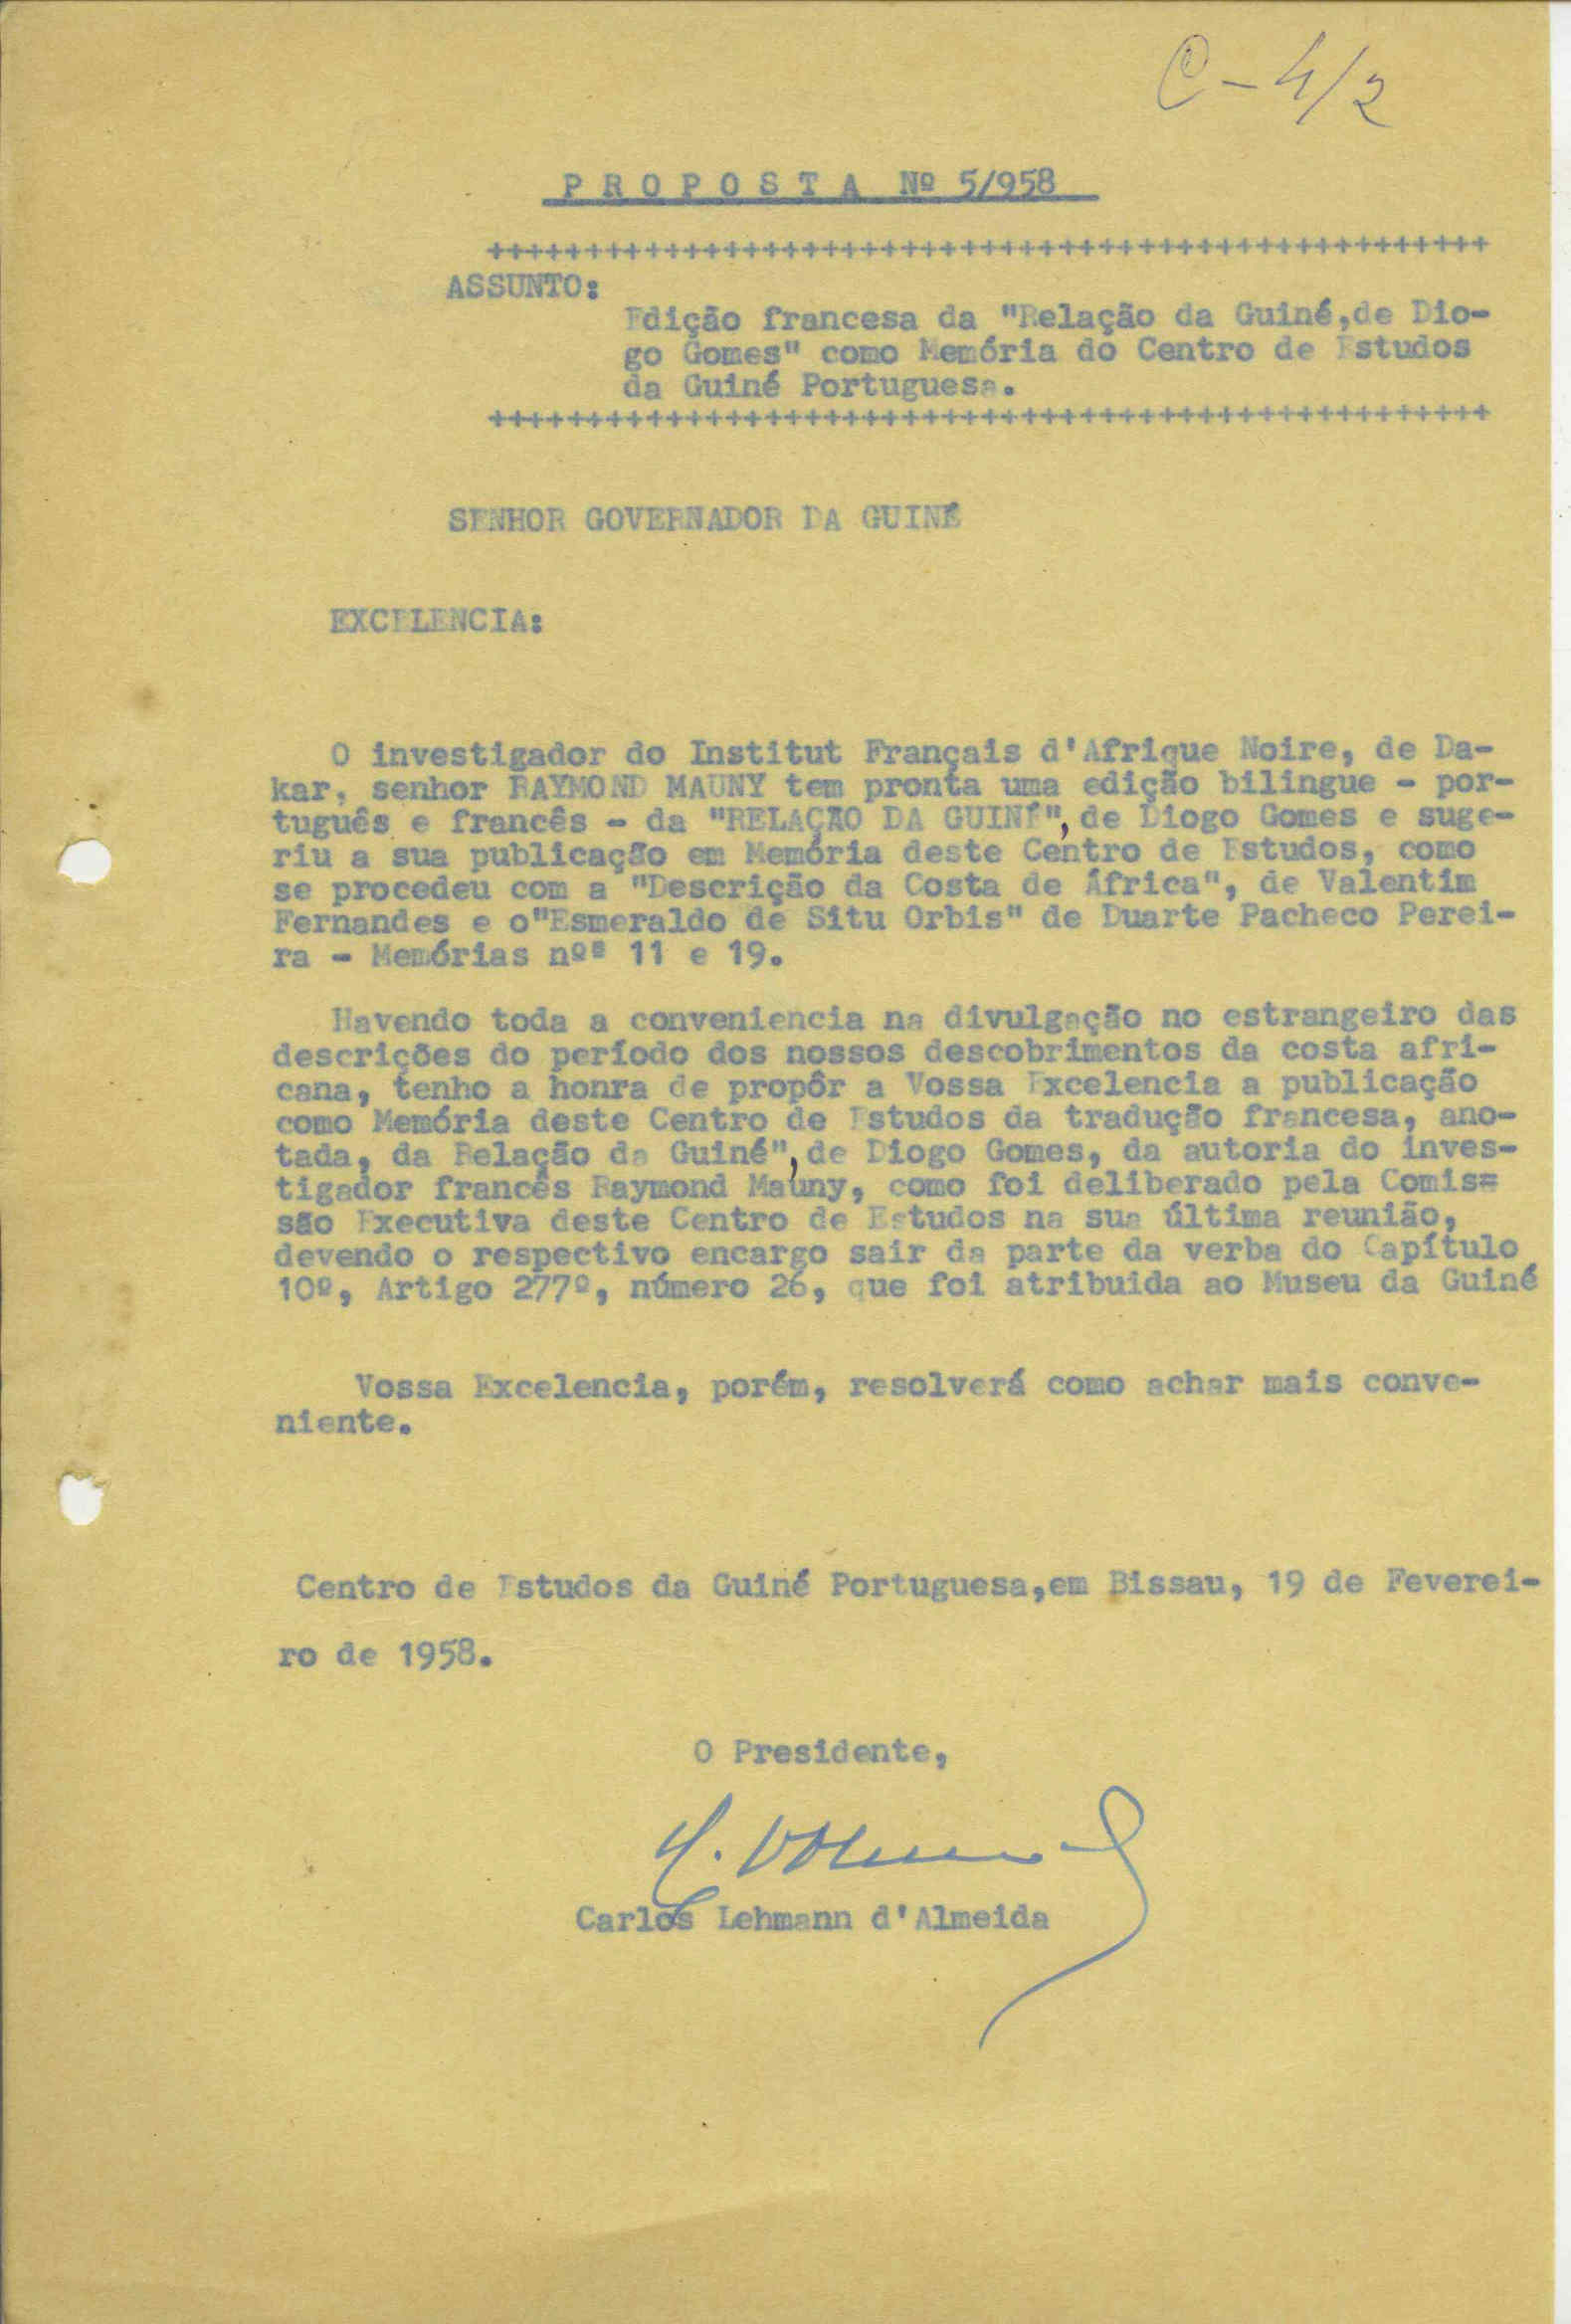 C-4/2
P R O P O S T A Nº 5/958
+++++++++++++++++++++++++++++++++++++++++++++++++++
ASSUNTO:
Edição francesa da "Relação da Guiné,de Dio-
go Gomes" como Memória do Centro de Estudos
da Guiné Portuguesa.
+++++++++++++++++++++++++++++++++++++++++++++++++++
SENHOR GOVERNADOR DA GUINÉ
EXCELENCIA:
O investigador do Institut Français d'Afrique Noire, de Da-
kar, senhor RAYMOND MAUNY tem pronta uma edição bilingue - por-
tuguês e francês - da "RELAÇÃO DA GUINÉ", de Diogo Gomes e suge-
riu a sua publicação em Memória deste Centro de Estudos, como
se procedeu com a "Descrição da Costa de África", de Valentim
Fernandes e o"Esmeraldo de Situ Orbis" de Duarte Pacheco Perei-
ra - Memórias nºs 11 e 19.
Havendo toda a conveniencia na divulgação no estrangeiro das
descrições do período dos nossos descobrimentos da costa afri-
cana, tenho a honra de propôr a Vossa Excelencia a publicação
como Memória deste Centro de Estudos da tradução francesa, ano-
tada, da Relação da Guiné", de Diogo Gomes, da autoria do inves-
tigador francês Raymond Mauny, como foi deliberado pela Comis=
são Executiva deste Centro de Estudos na sua última reunião,
devendo o respectivo encargo sair da parte da verba do Capítulo
10º, Artigo 277º, número 26, que foi atribuida ao Museu da Guiné
Vossa Excelencia, porém, resolverá como achar mais conve-
niente.
Centro de Estudos da Guiné Portuguesa,em Bissau, 19 de Feverei-
ro de 1958.
O Presidente,
Carlos Lehmann d'Almeida